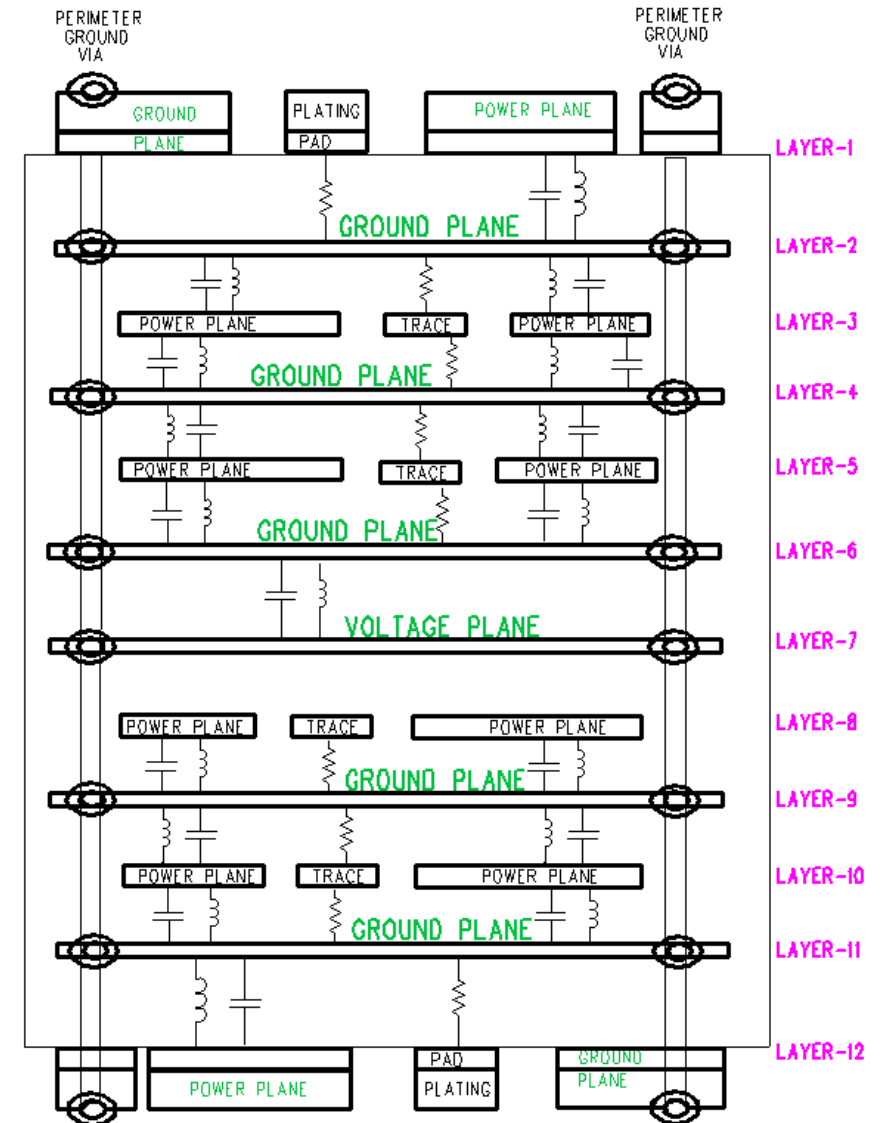 PERIMETER
GROUND
VIA
PERIMETER
GROUND
VIA
GROUND
PLANE
PLATING
PAD
POWER PLANE
LAYER-1
GROUND PLANE
LAYER-2
POWER PLANE
TRACE
POWER PLANE
LAYER-3
GROUND PLANE
LAYER-4
POWER PLANE
TRACE
POWER PLANE
LAYER-5
GROUND PLANE
LAYER-6
VOLTAGE PLANE
LAYER-7
POWER PLANE
TRACE
POWER PLANE
LAYER-8
GROUND PLANE
LAYER-9
POWER PLANE
TRACE
POWER PLANE
LAYER-10
GROUND PLANE
LAYER-11
LAYER-12
POWER PLANE
PAD
PLATING
GROUND
PLANE